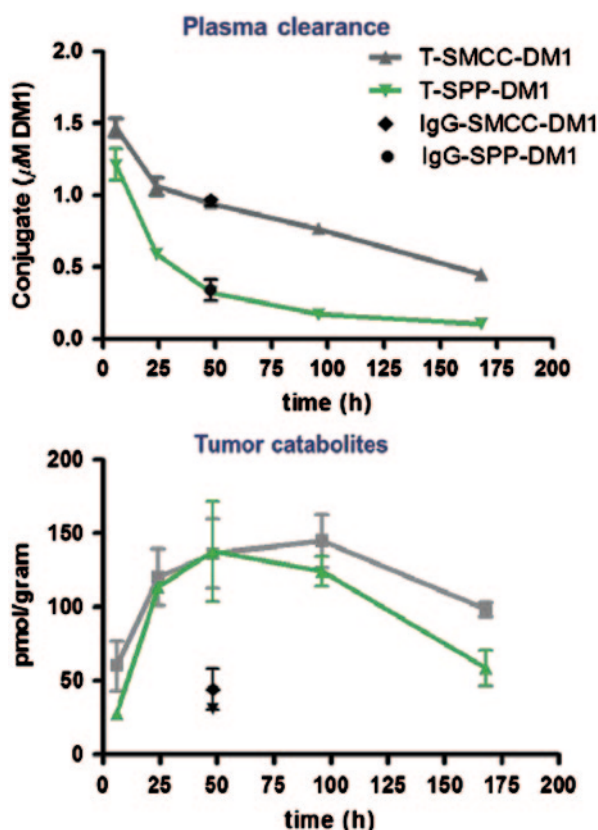 Plasma clearance
T-SMCC-DM1
T-SPP-DM1
IgG-SMCC-DM1
IgG-SPP-DM1
Conjugate (µM DM1)
2.0
1.5
1.0
0.5
0.0
0 25 50 75 100 125 150 175 200
time (h)
Tumor catabolites
pmol/gram
200
150
100
50
0
0 25 50 75 100 125 150 175 200
time (h)